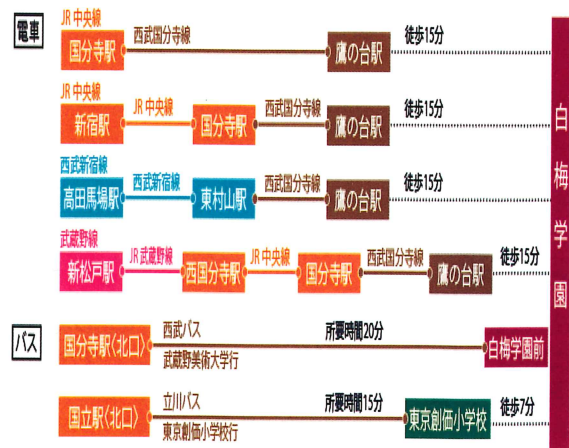 電車
JR 中央線
国分寺駅 西武国分寺線 鷹の台駅 徒歩15分
JR 中央線
新宿駅 JR 中央線 国分寺駅 西武国分寺線 鷹の台駅 徒歩15分
西武新宿線
高田馬場駅 西武新宿線 東村山駅 西武国分寺線 鷹の台駅 徒歩15分
武蔵野線
新松戸駅 JR 武蔵野線 西国分寺駅 JR 中央線 国分寺駅 西武国分寺線 鷹の台駅 徒歩15分
バス
国分寺駅〈北口〉 西武バス 所要時間20分 白梅学園前
武蔵野美術大学行
国立駅〈北口〉 立川バス 所要時間15分 東京創価小学校 徒歩7分
東京創価小学校行
白梅学園